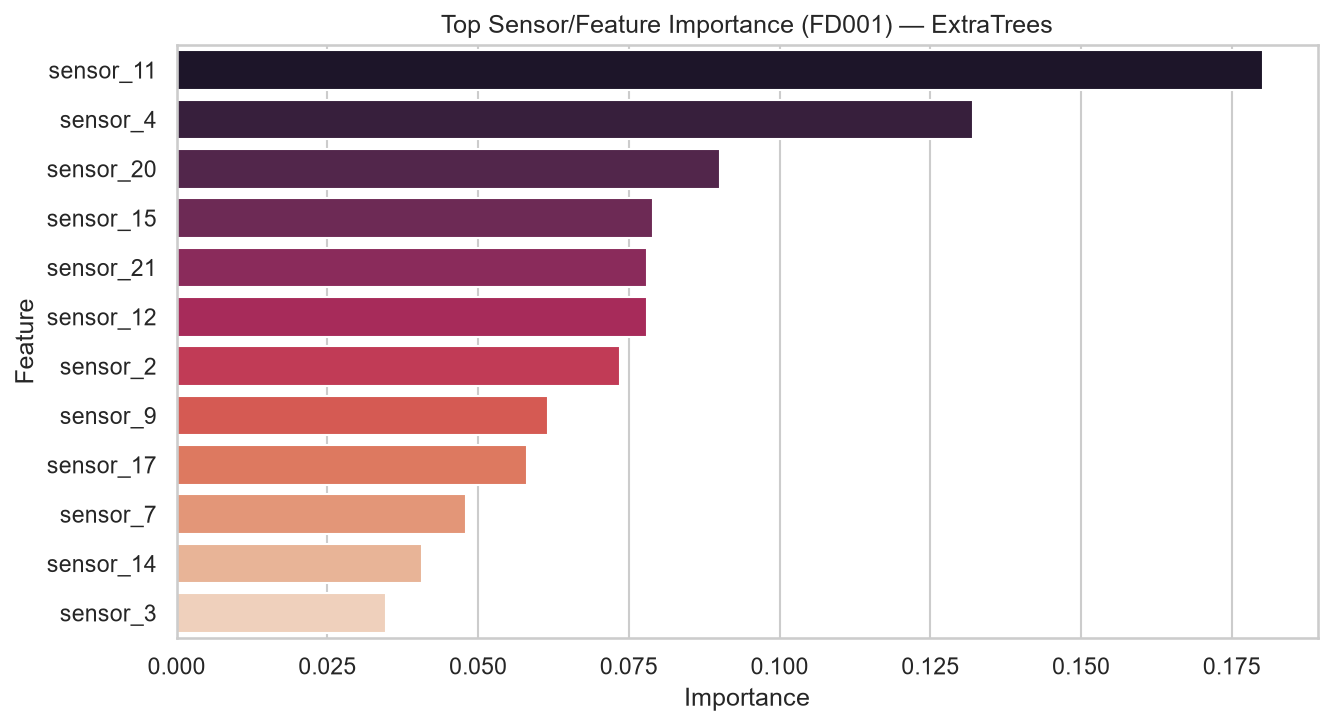 Top Sensor/Feature Importance (FD001) — ExtraTrees
sensor_11
sensor_4
sensor_20
sensor_15
sensor_21
sensor_12
sensor_2
sensor_9
sensor_17
sensor_7
sensor_14
sensor_3
Feature
0.000 0.025 0.050 0.075 0.100 0.125 0.150 0.175
Importance